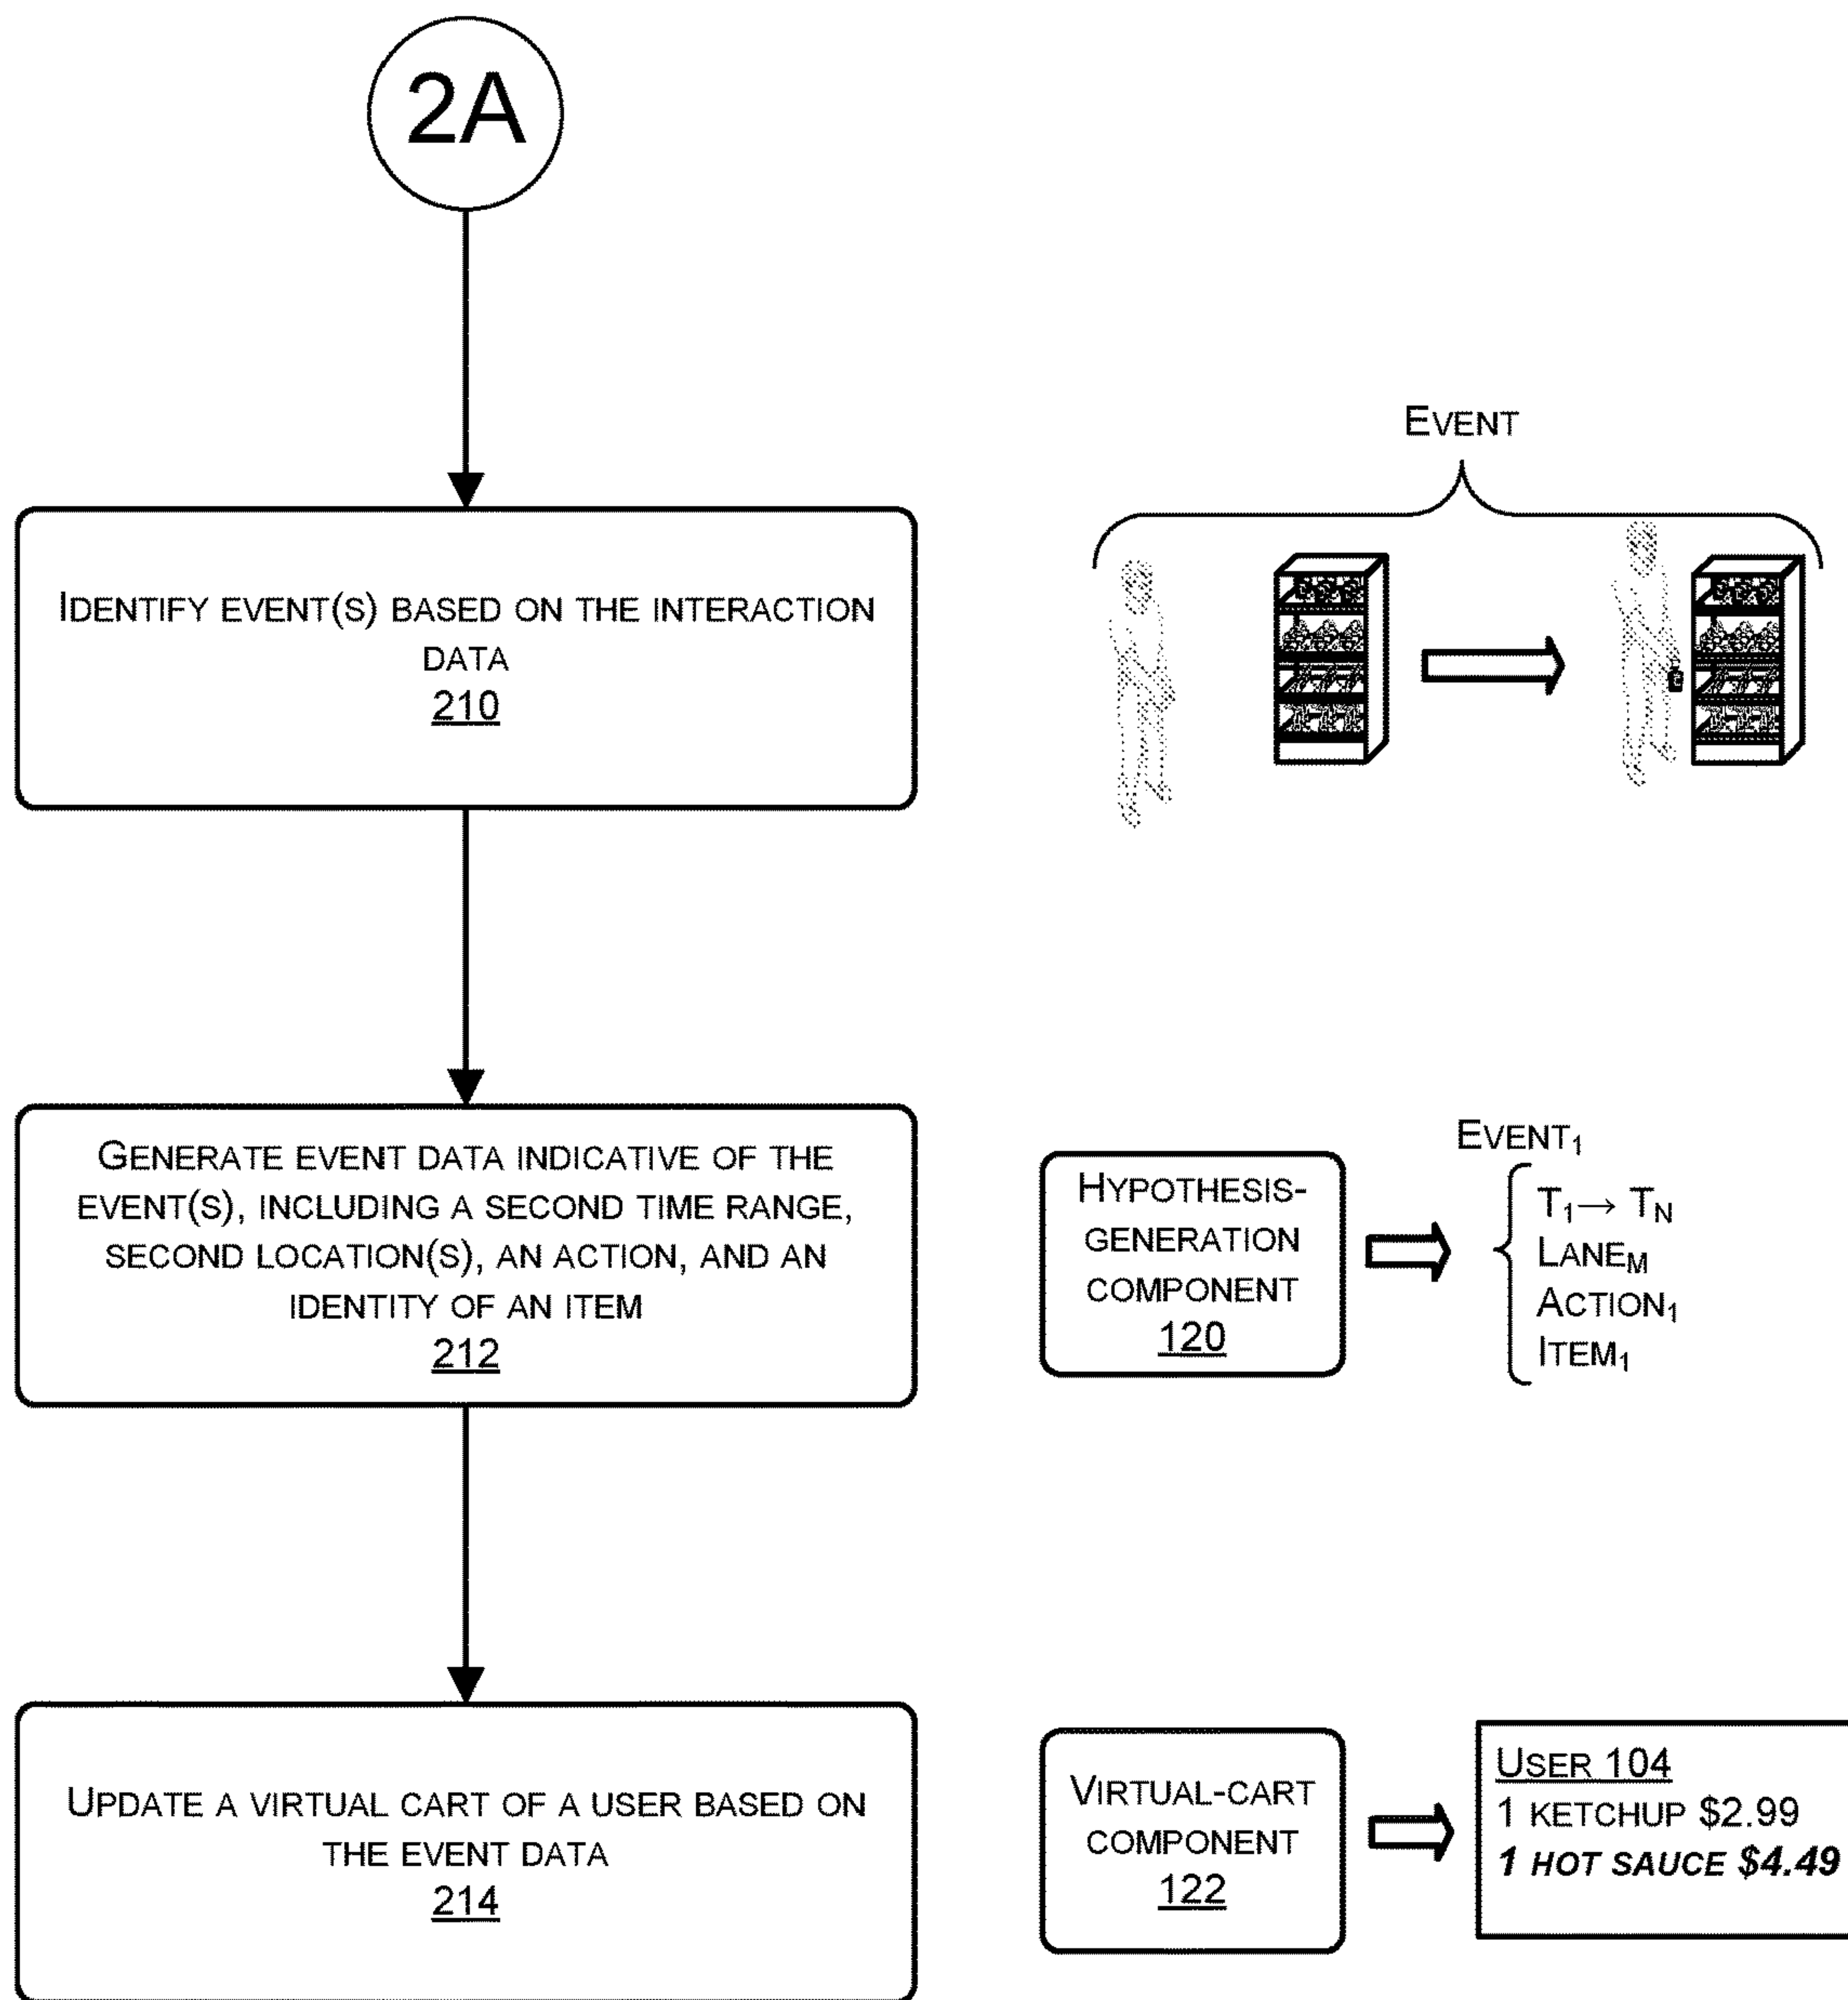 2A
EVENT
IDENTIFY EVENT(S) BASED ON THE INTERACTION
DATA
210
GENERATE EVENT DATA INDICATIVE OF THE
EVENT(S), INCLUDING A SECOND TIME RANGE,
SECOND LOCATION(S), AN ACTION, AND AN
IDENTITY OF AN ITEM
212
HYPOTHESIS-
GENERATION
COMPONENT
120
EVENT₁
T₁→ T_N
LANE_M
ACTION₁
ITEM₁
UPDATE A VIRTUAL CART OF A USER BASED ON
THE EVENT DATA
214
VIRTUAL-CART
COMPONENT
122
USER 104
1 KETCHUP $2.99
1 HOT SAUCE $4.49